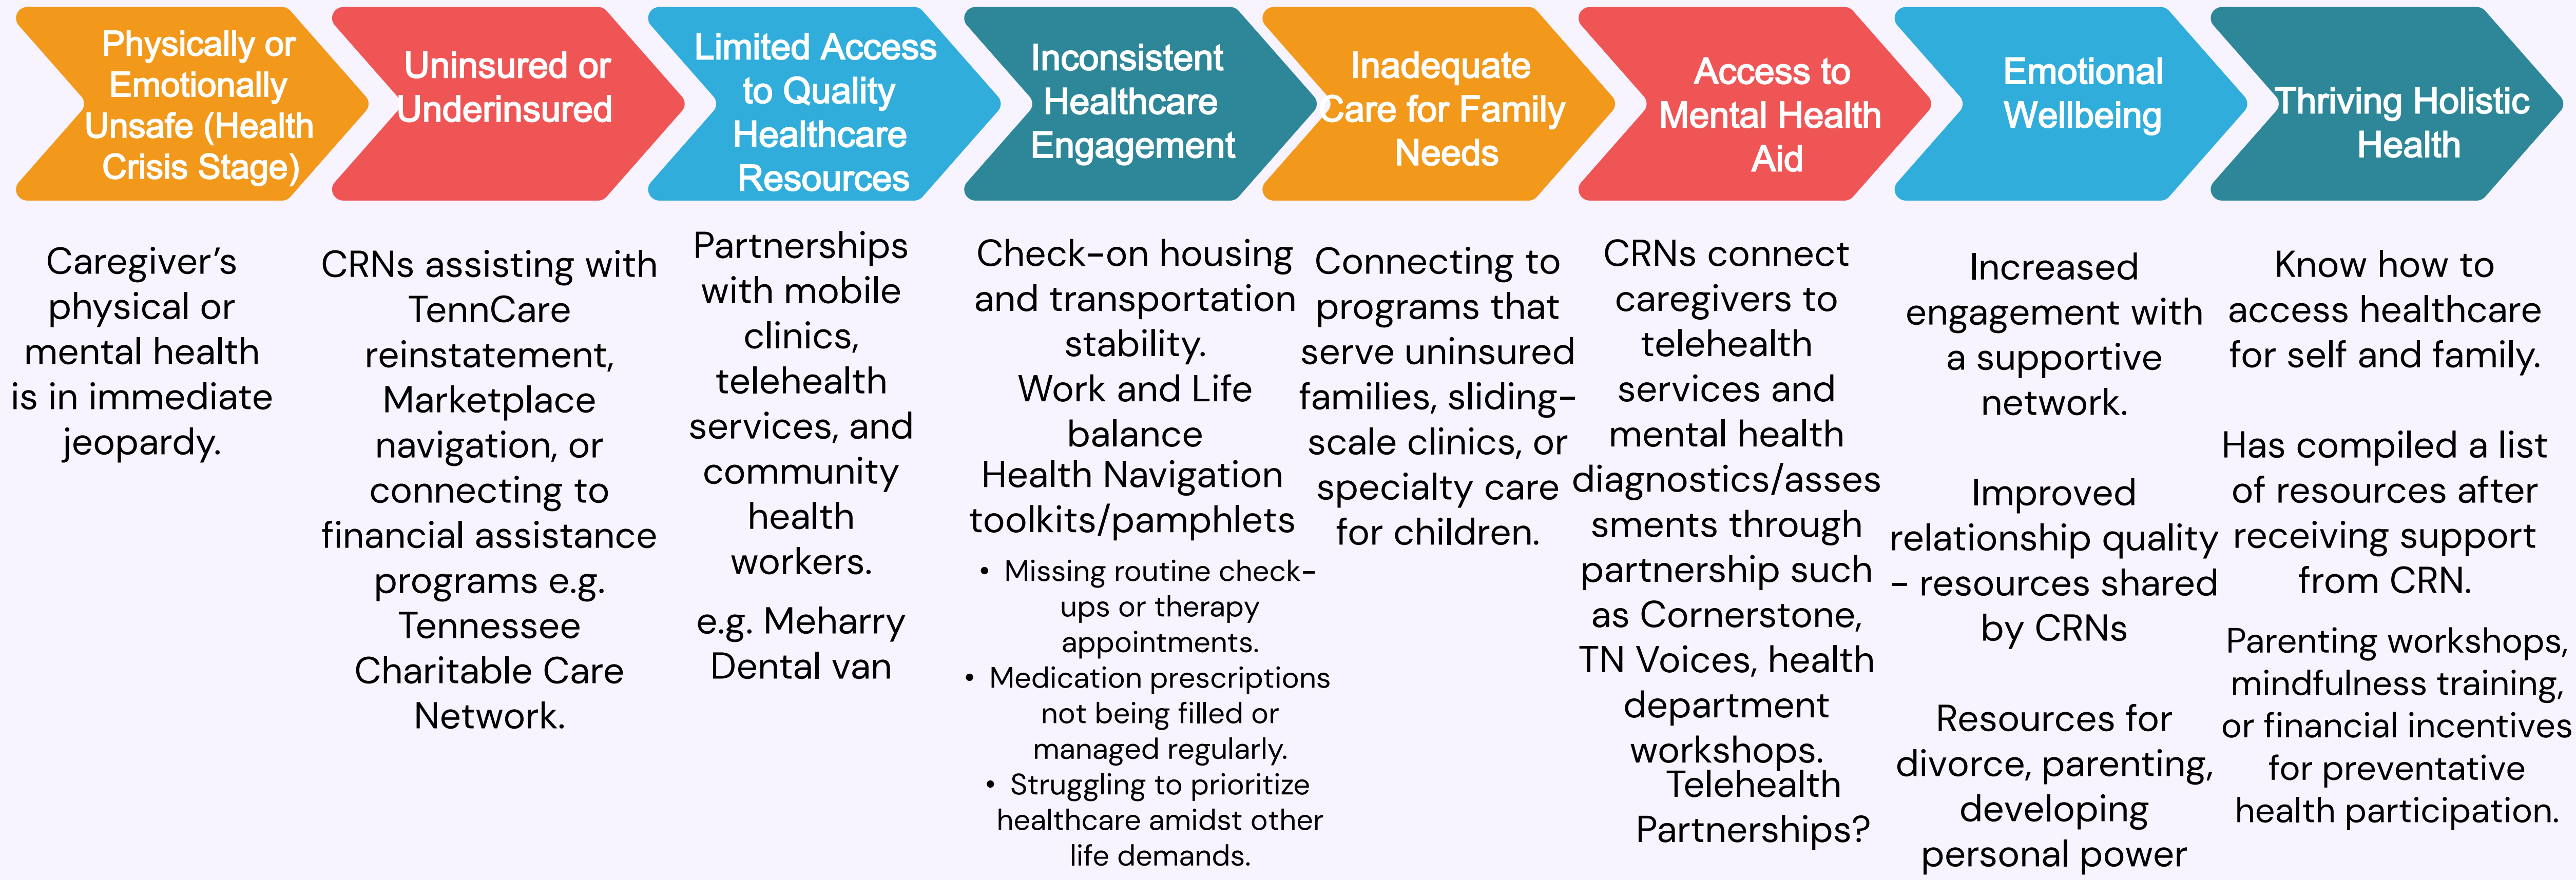 Physically or
Emotionally
Unsafe (Health
Crisis Stage)
Uninsured or
Underinsured
Limited Access
to Quality
Healthcare
Resources
Inconsistent
Healthcare
Engagement
Inadequate
Care for Family
Needs
Access to
Mental Health
Aid
Emotional
Wellbeing
Thriving Holistic
Health
Caregiver’s
physical or
mental health
is in immediate
jeopardy.
CRNs assisting with
TennCare
reinstatement,
Marketplace
navigation, or
connecting to
financial assistance
programs e.g.
Tennessee
Charitable Care
Network.
Partnerships
with mobile
clinics,
telehealth
services, and
community
health
workers.
e.g. Meharry
Dental van
Check-on housing
and transportation
stability.
Work and Life
balance
Health Navigation
toolkits/pamphlets
• Missing routine check-
ups or therapy
appointments.
• Medication prescriptions
not being filled or
managed regularly.
• Struggling to prioritize
healthcare amidst other
life demands.
Connecting to
programs that
serve uninsured
families, sliding-
scale clinics, or
specialty care
for children.
CRNs connect
caregivers to
telehealth
services and
mental health
diagnostics/asses
sments through
partnership such
as Cornerstone,
TN Voices, health
department
workshops.
Telehealth
Partnerships?
Increased
engagement with
a supportive
network.
Improved
relationship quality
- resources shared
by CRNs
Resources for
divorce, parenting,
developing
personal power
Know how to
access healthcare
for self and family.
Has compiled a list
of resources after
receiving support
from CRN.
Parenting workshops,
mindfulness training,
or financial incentives
for preventative
health participation.